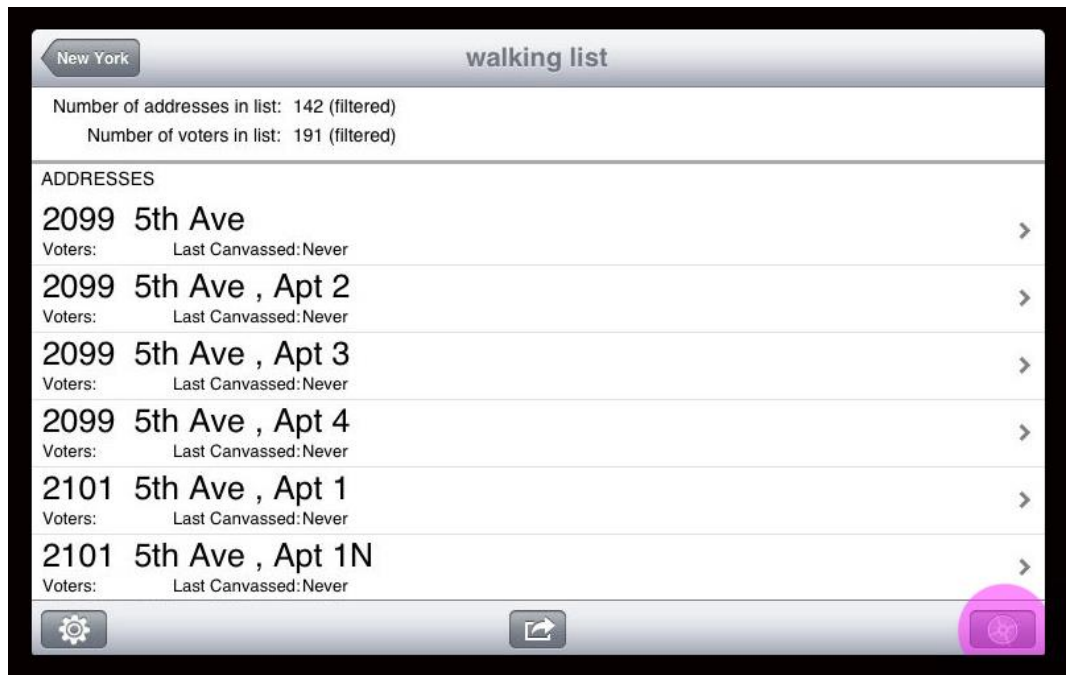 New York walking list
Number of addresses in list: 142 (filtered)
Number of voters in list: 191 (filtered)
ADDRESSES
2099 5th Ave
Voters: Last Canvassed:Never
2099 5th Ave , Apt 2
Voters: Last Canvassed:Never
2099 5th Ave , Apt 3
Voters: Last Canvassed:Never
2099 5th Ave , Apt 4
Voters: Last Canvassed:Never
2101 5th Ave , Apt 1
Voters: Last Canvassed:Never
2101 5th Ave , Apt 1N
Voters: Last Canvassed:Never